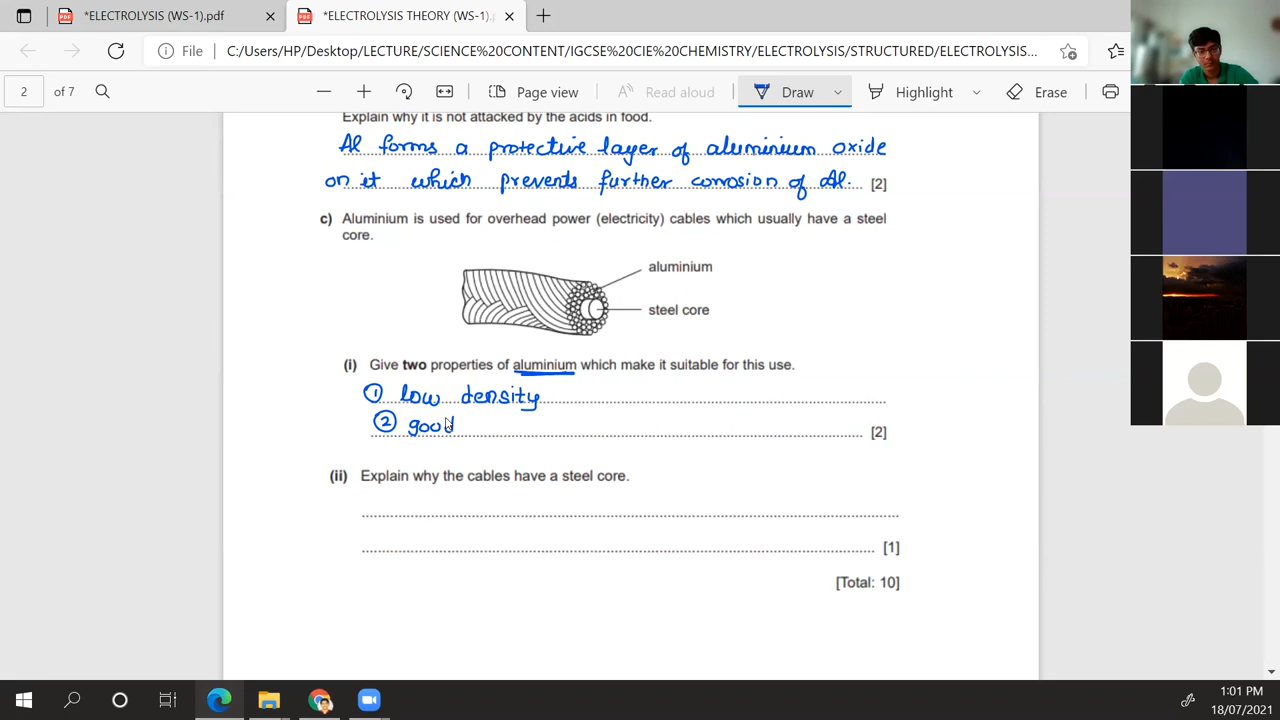 *ELECTROLYSIS (WS-1).pdf
*ELECTROLYSIS THEORY (WS-1).
File
C:/Users/HP/Desktop/LECTURE/SCIENCE%20CONTENT/IGCSE%20CIE%20CHEMISTRY/ELECTROLYSIS/STRUCTURED/ELECTROLYSIS...
2 of 7
Page view
Read aloud
Draw
Highlight
Erase
Explain why it is not attacked by the acids in food.
Al forms a protective layer of aluminium oxide
on it which prevents further corrosion of Al. [2]
c) Aluminium is used for overhead power (electricity) cables which usually have a steel
core.
aluminium
steel core
(i) Give two properties of aluminium which make it suitable for this use.
① low density
② good
[2]
(ii) Explain why the cables have a steel core.
[1]
[Total: 10]
1:01 PM
18/07/2021